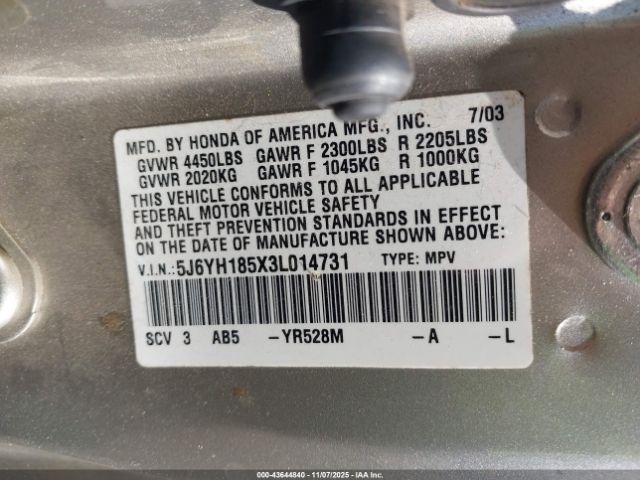 MFD. BY HONDA OF AMERICA MFG., INC. 7/03
GVWR 4450LBS GAWR F 2300LBS R 2205LBS
GVWR 2020KG GAWR F 1045KG R 1000KG
THIS VEHICLE CONFORMS TO ALL APPLICABLE
FEDERAL MOTOR VEHICLE SAFETY
AND THEFT PREVENTION STANDARDS IN EFFECT
ON THE DATE OF MANUFACTURE SHOWN ABOVE:
V.I.N.:5J6YH185X3L014731 TYPE: MPV
SCV 3 AB5 -YR528M -A -L
000-43644840 - 11/07/2025 - IAAI.COM